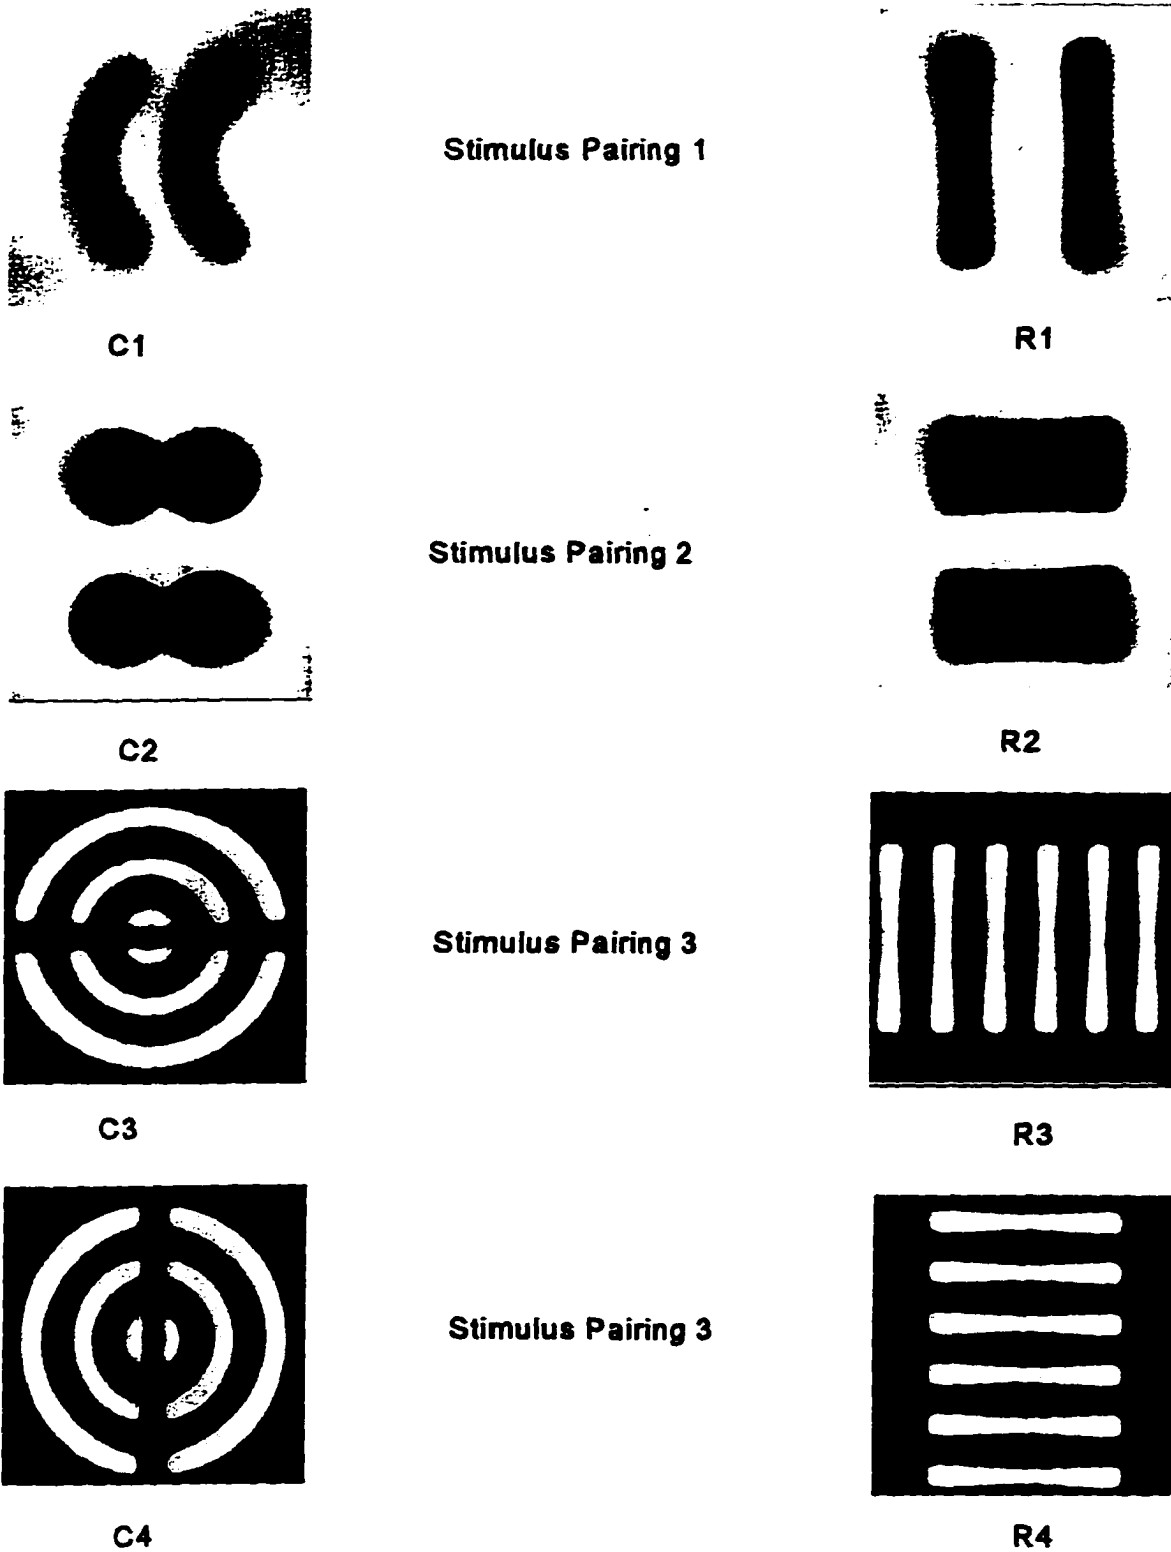 Stimulus Pairing 1
C1
R1
Stimulus Pairing 2
C2
R2
Stimulus Pairing 3
C3
R3
Stimulus Pairing 3
C4
R4